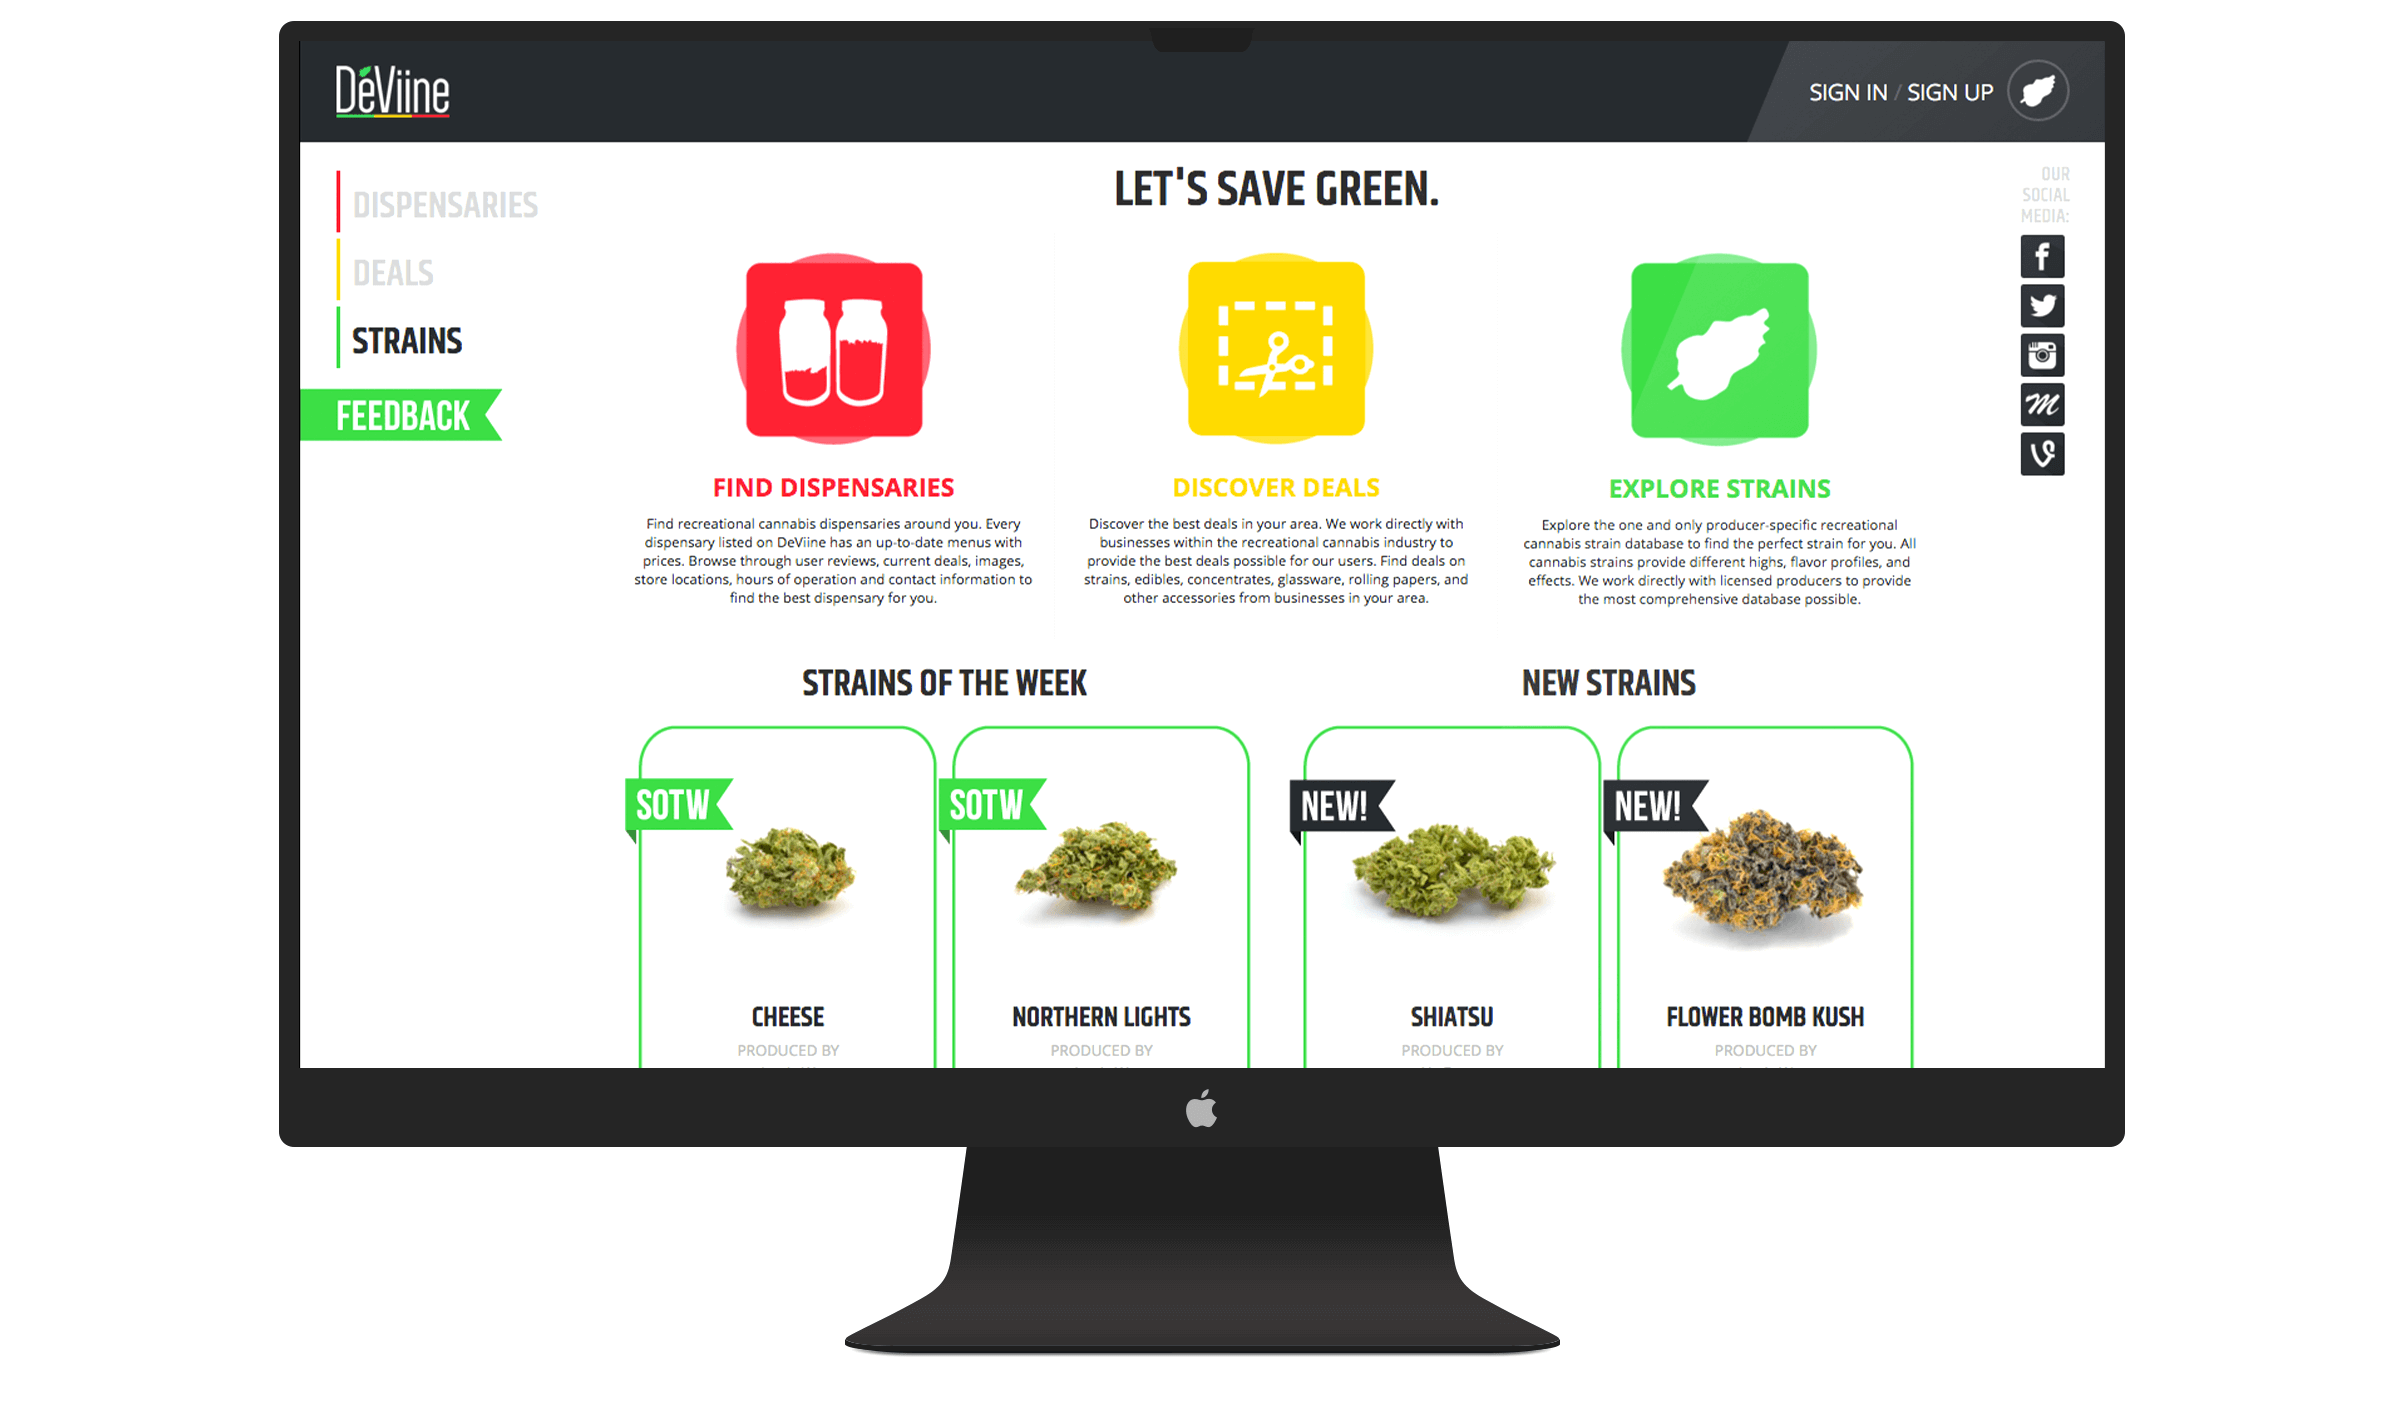 DeViine
SIGN IN / SIGN UP
DISPENSARIES
DEALS
STRAINS
FEEDBACK
LET'S SAVE GREEN.
OUR
SOCIAL
MEDIA:
FIND DISPENSARIES
Find recreational cannabis dispensaries around you. Every
dispensary listed on DeViine has an up-to-date menus with
prices. Browse through user reviews, current deals, images,
store locations, hours of operation and contact information to
find the best dispensary for you.
DISCOVER DEALS
Discover the best deals in your area. We work directly with
businesses within the recreational cannabis industry to
provide the best deals possible for our users. Find deals on
strains, edibles, concentrates, glassware, rolling papers, and
other accessories from businesses in your area.
EXPLORE STRAINS
Explore the one and only producer-specific recreational
cannabis strain database to find the perfect strain for you. All
cannabis strains provide different highs, flavor profiles, and
effects. We work directly with licensed producers to provide
the most comprehensive database possible.
STRAINS OF THE WEEK
SOTW
CHEESE
PRODUCED BY
SOTW
NORTHERN LIGHTS
PRODUCED BY
NEW STRAINS
NEW!
SHIATSU
PRODUCED BY
NEW!
FLOWER BOMB KUSH
PRODUCED BY